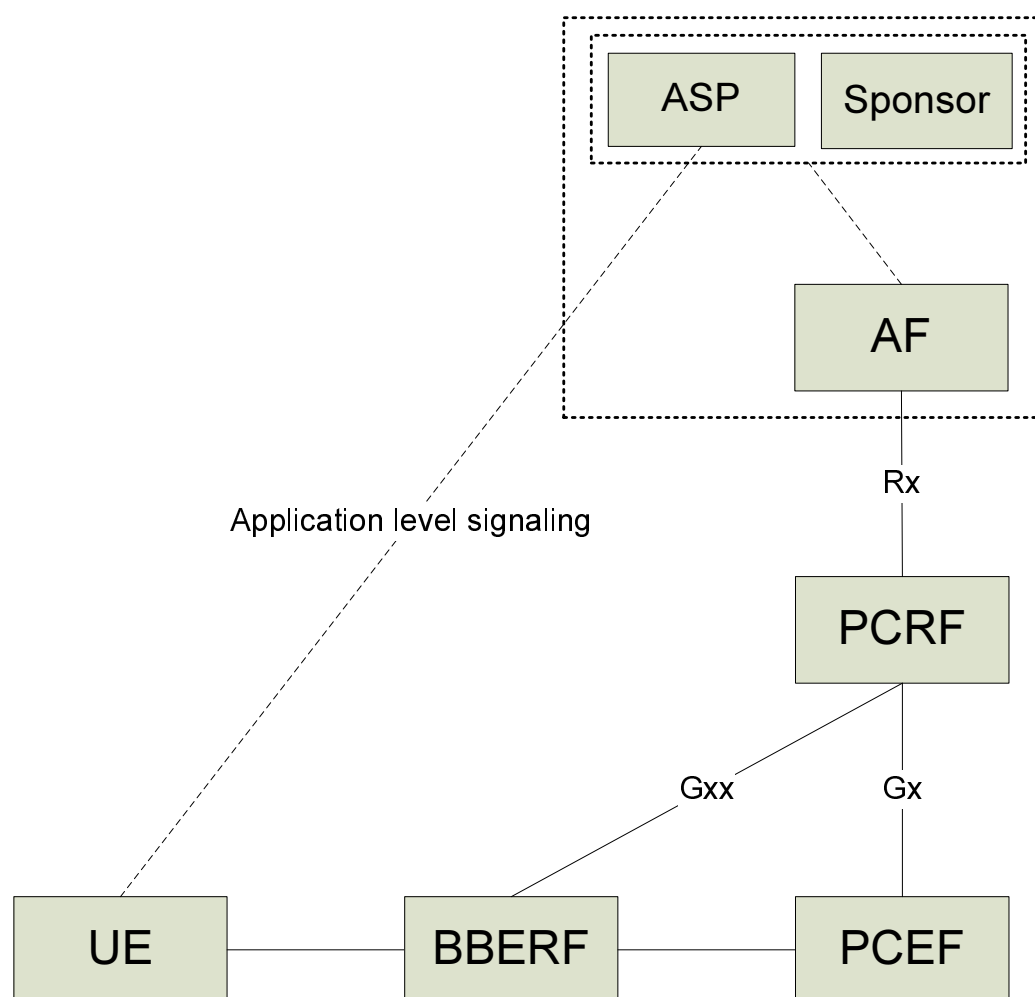 ASP
Sponsor
AF
Rx
Application level signaling
PCRF
Gxx
Gx
UE
BBERF
PCEF